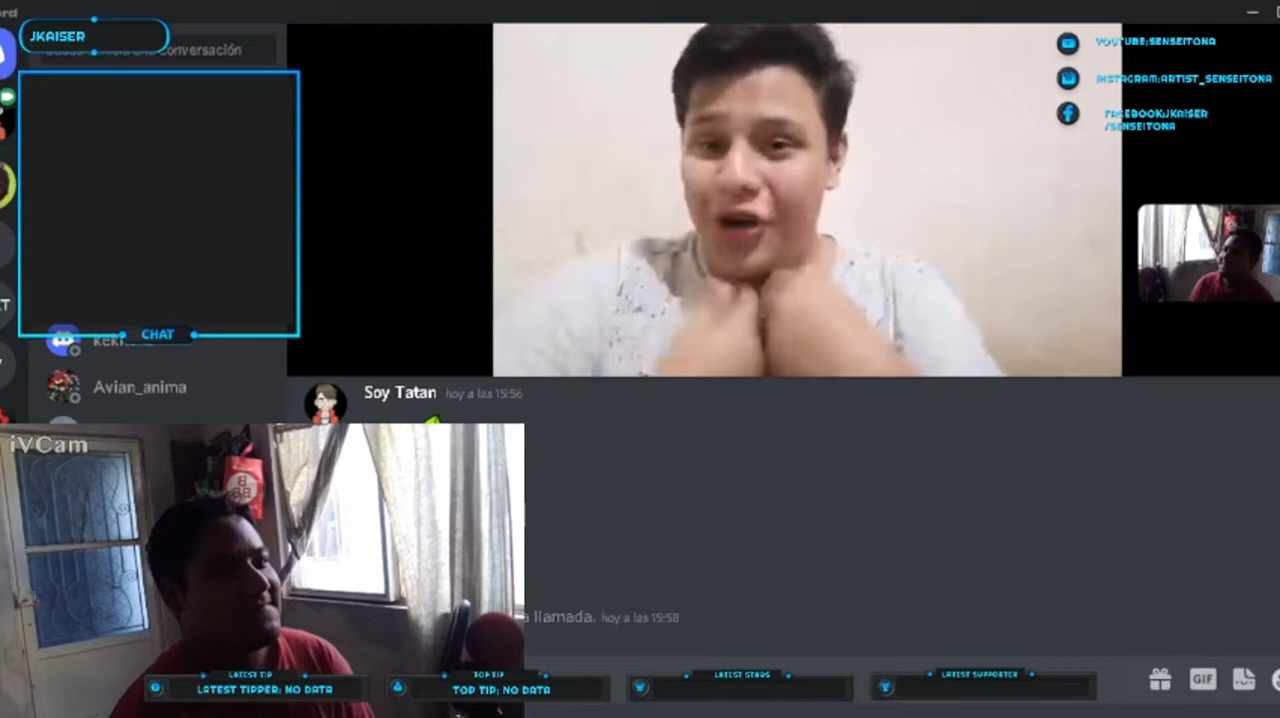 JKAISER
conversación
YOUTUBE:SENSEITONA
INSTAGRAM:ARTIST_SENSEITONA
FACEBOOK:JKAISER
/SENSEITONA
CHAT
Avian_anima
Soy Tatan hoy a las 15:56
iVCam
llamada. hoy a las 15:58
LATEST TIP
LATEST TIPPER: NO DATA
TOP TIP
TOP TIP: NO DATA
LATEST STARS
LATEST SUPPORTER
GIF